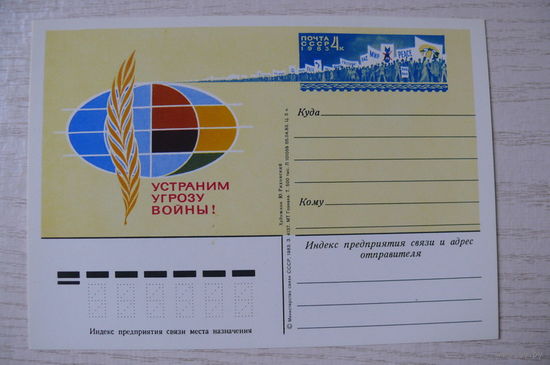 ПОЧТА
СССР
1983
4К
МИР
PEACE
Куда
Кому
УСТРАНИМ
УГРОЗУ
ВОЙНЫ!
Индекс предприятия связи и адрес
отправителя
Индекс предприятия связи места назначения